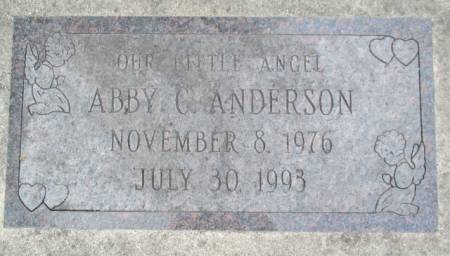 OUR LITTLE ANGEL
ABBY C. ANDERSON
NOVEMBER 8, 1976
JULY 30, 1993